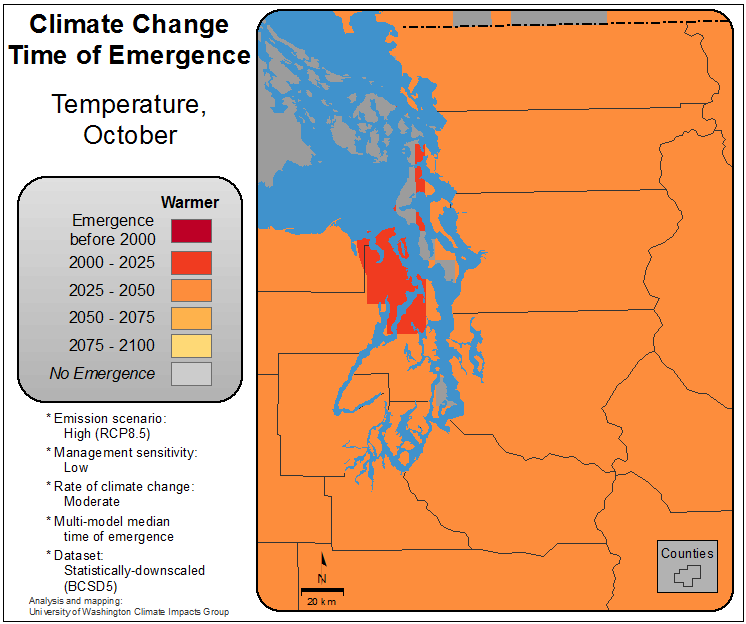 Climate Change
Time of Emergence
Temperature,
October
Warmer
Emergence
before 2000
2000 - 2025
2025 - 2050
2050 - 2075
2075 - 2100
No Emergence
* Emission scenario:
High (RCP8.5)
* Management sensitivity:
Low
* Rate of climate change:
Moderate
* Multi-model median
time of emergence
* Dataset:
Statistically-downscaled
(BCSD5)
Analysis and mapping:
University of Washington Climate Impacts Group
N
20 km
Counties